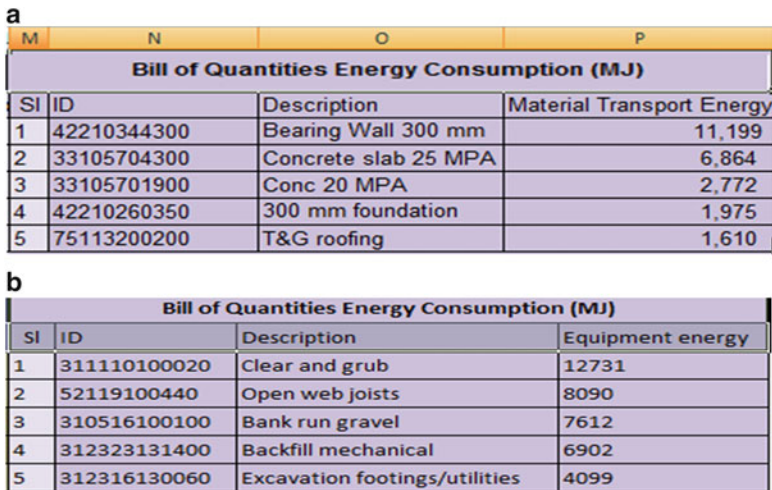 a
M N O P
Bill of Quantities Energy Consumption (MJ)
Sl ID Description Material Transport Energy
1 42210344300 Bearing Wall 300 mm 11,199
2 33105704300 Concrete slab 25 MPA 6,864
3 33105701900 Conc 20 MPA 2,772
4 42210260350 300 mm foundation 1,975
5 75113200200 T&G roofing 1,610
b
Bill of Quantities Energy Consumption (MJ)
Sl ID Description Equipment energy
1 311110100020 Clear and grub 12731
2 52119100440 Open web joists 8090
3 310516100100 Bank run gravel 7612
4 312323131400 Backfill mechanical 6902
5 312316130060 Excavation footings/utilities 4099